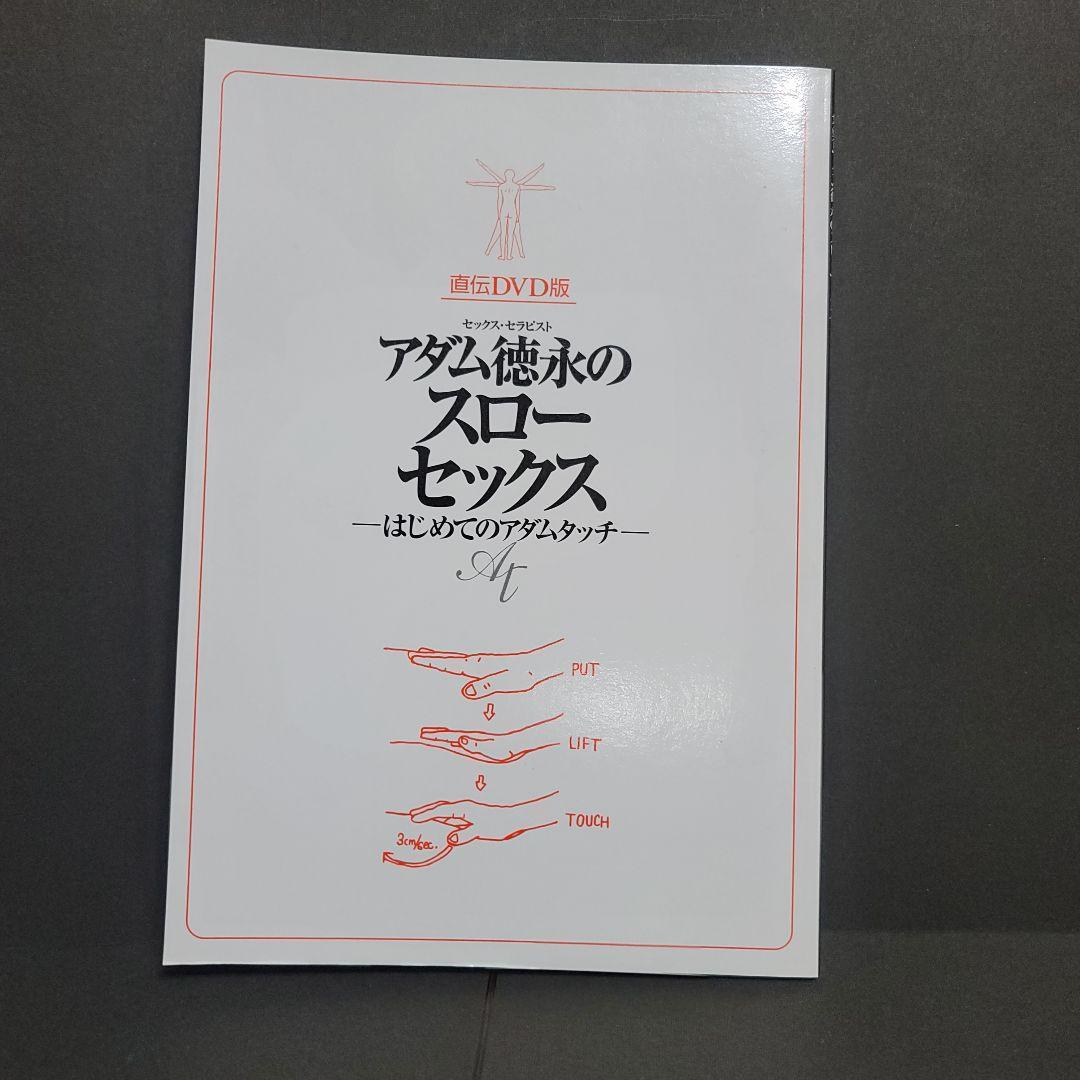 直伝DVD版
セックス・セラピスト
アダム徳永の
スロー
セックス
―はじめてのアダムタッチ―
At
PUT
LIFT
TOUCH
3cm/sec.